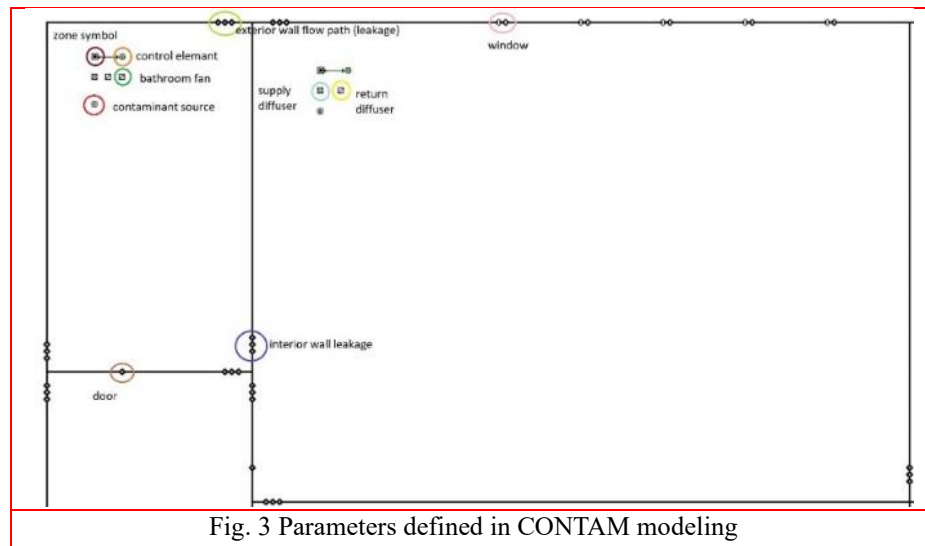 exterior wall flow path (leakage)
zone symbol
window
control elemant
bathroom fan
supply
diffuser
return
diffuser
contaminant source
interior wall leakage
door
Fig. 3 Parameters defined in CONTAM modeling